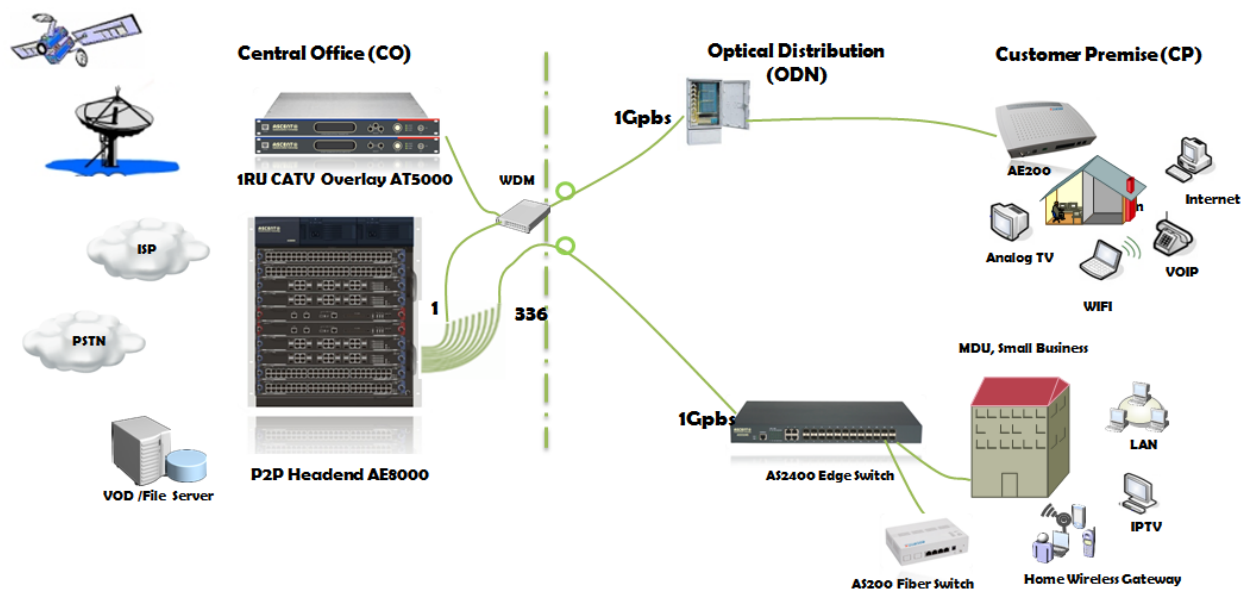 Central Office (CO)
Optical Distribution
(ODN)
Customer Premise (CP)
1Gpbs
1RU CATV Overlay AT5000
WDM
AE200
Internet
n
ISP
Analog TV
VOIP
WIFI
1
336
PSTN
MDU, Small Business
1Gpbs
LAN
P2P Headend AE8000
AS2400 Edge Switch
VOD /File Server
IPTV
AS200 Fiber Switch
Home Wireless Gateway